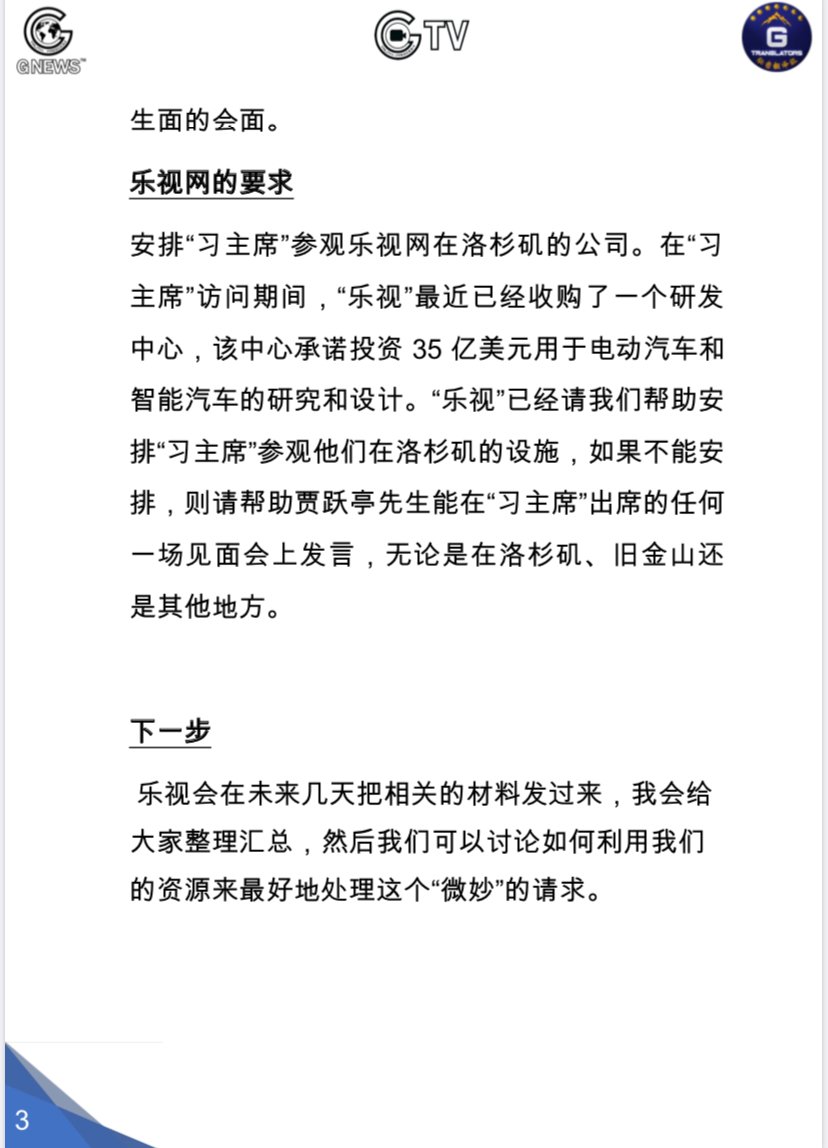 GNEWS™
GTV
G
TRANSLATORS
生面的会面。
乐视网的要求
安排“习主席”参观乐视网在洛杉矶的公司。在“习
主席”访问期间，“乐视”最近已经收购了一个研发
中心，该中心承诺投资 35 亿美元用于电动汽车和
智能汽车的研究和设计。“乐视”已经请我们帮助安
排“习主席”参观他们在洛杉矶的设施，如果不能安
排，则请帮助贾跃亭先生能在“习主席”出席的任何
一场见面会上发言，无论是在洛杉矶、旧金山还
是其他地方。
下一步
乐视会在未来几天把相关的材料发过来，我会给
大家整理汇总，然后我们可以讨论如何利用我们
的资源来最好地处理这个“微妙”的请求。
3